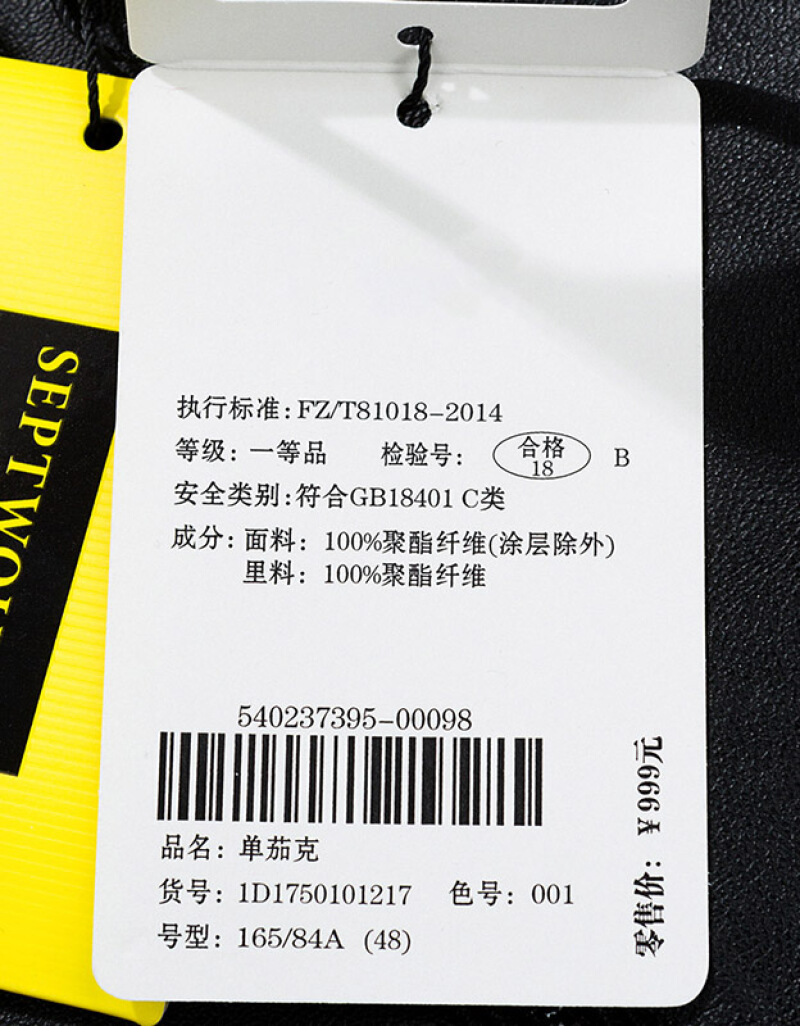 执行标准: FZ/T81018-2014
等级: 一等品 检验号: 合格 18 B
安全类别: 符合GB18401 C类
成分: 面料: 100%聚酯纤维(涂层除外)
里料: 100%聚酯纤维
540237395-00098
品名: 单茄克
货号: 1D1750101217 色号: 001
号型: 165/84A (48)
零售价: ¥999元